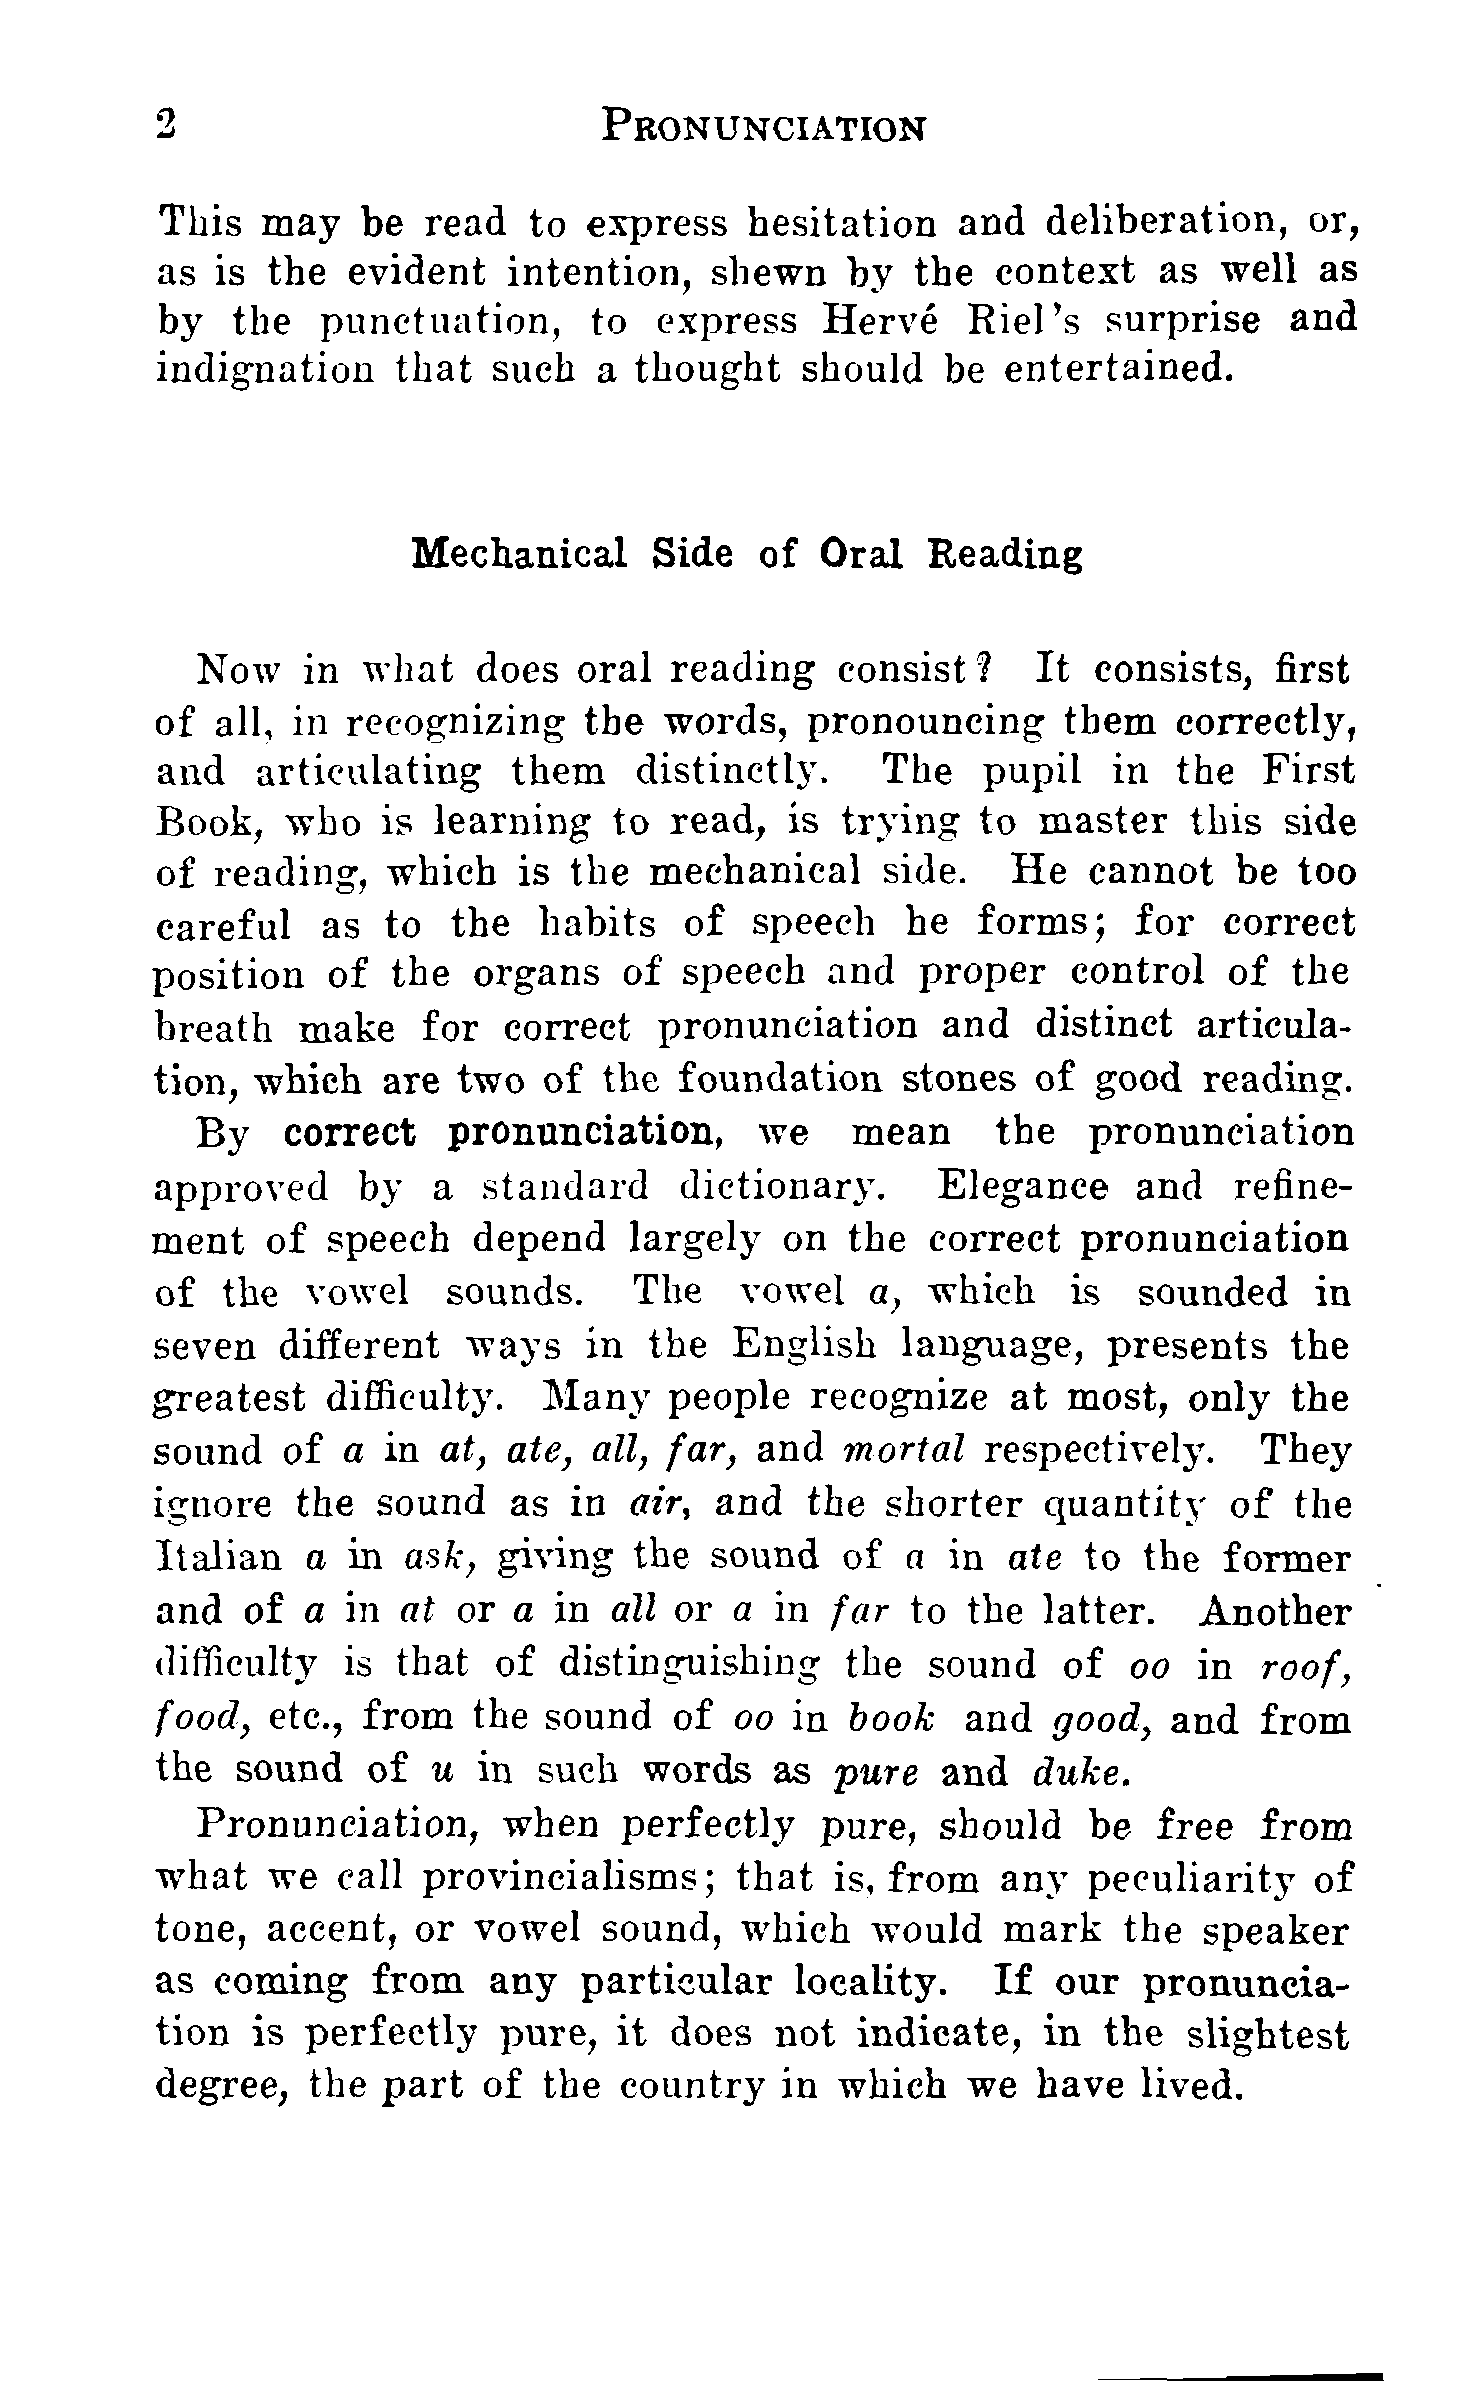 2 PRONUNCIATION
This may be read to express hesitation and deliberation, or,
as is the evident intention, shewn by the context as well as
by the punctuation, to express Hervé Riel's surprise and
indignation that such a thought should be entertained.
Mechanical Side of Oral Reading
Now in what does oral reading consist? It consists, first
of all, in recognizing the words, pronouncing them correctly,
and articulating them distinctly. The pupil in the First
Book, who is learning to read, is trying to master this side
of reading, which is the mechanical side. He cannot be too
careful as to the habits of speech he forms; for correct
position of the organs of speech and proper control of the
breath make for correct pronunciation and distinct articula-
tion, which are two of the foundation stones of good reading.
By correct pronunciation, we mean the pronunciation
approved by a standard dictionary. Elegance and refine-
ment of speech depend largely on the correct pronunciation
of the vowel sounds. The vowel a, which is sounded in
seven different ways in the English language, presents the
greatest difficulty. Many people recognize at most, only the
sound of a in at, ate, all, far, and mortal respectively. They
ignore the sound as in air, and the shorter quantity of the
Italian a in ask, giving the sound of a in ate to the former
and of a in at or a in all or a in far to the latter. Another
difficulty is that of distinguishing the sound of oo in roof,
food, etc., from the sound of oo in book and good, and from
the sound of u in such words as pure and duke.
Pronunciation, when perfectly pure, should be free from
what we call provincialisms; that is, from any peculiarity of
tone, accent, or vowel sound, which would mark the speaker
as coming from any particular locality. If our pronuncia-
tion is perfectly pure, it does not indicate, in the slightest
degree, the part of the country in which we have lived.